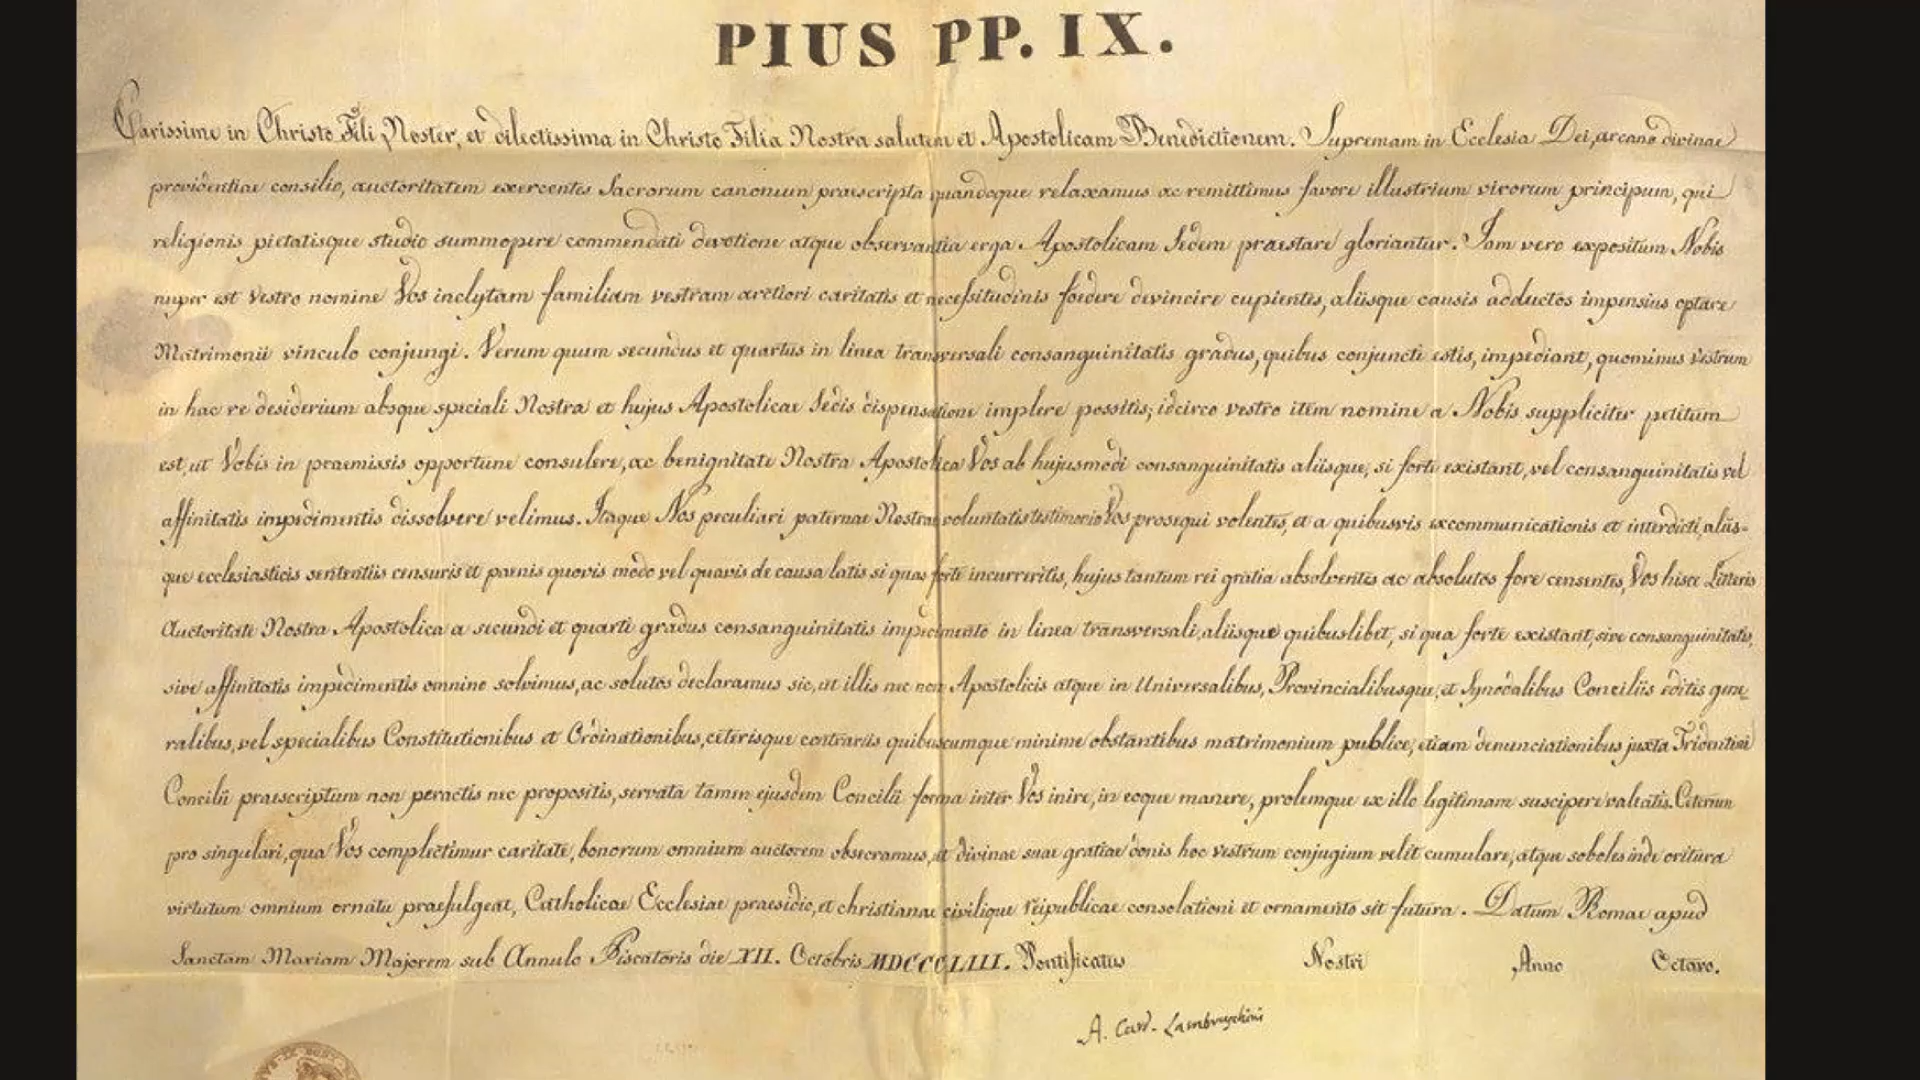 PIUS PP. IX.
Carissime in Christo Fili Noster, et dilectissima in Christo Filia Nostra salutem et Apostolicam Benedictionem. Supremam in Ecclesia Dei, arcano divinae
providentiae consilio, auctoritatem exercentes Sacrorum canonum praescripta quandoque relaxamus ac remittimus favore illustrium virorum principum, qui
religionis pietatisque studio summopere commendati devotione atque observantia erga Apostolicam Sedem praestare gloriantur. Jam vero expositum Nobis
nuper est Vestro nomine Vos inclytam familiam vestram arctiori caritatis et necessitudinis foedere devincire cupientes, aliisque causis adductos impensius optare
Matrimonii vinculo conjungi. Verum quum secundus et quartus in linea transversali consanguinitatis gradus, quibus conjuncti estis, impediant, quominus Vestrum
in hac re desiderium absque speciali Nostra et hujus Apostolicae Sedis dispensatione implere possitis; idcirco vestro item nomine a Nobis suppliciter petitum
est, ut Vobis in praemissis opportune consulere, ac benignitate Nostra Apostolica Vos ab hujusmodi consanguinitatis aliisque, si forte existant, vel consanguinitatis vel
affinitatis impedimentis dissolvere velimus. Itaque Nos peculiari paternae Nostrae voluntatis testimonio Vos prosequi volentes, et a quibusvis excommunicationis et interdicti, aliis-
que ecclesiasticis sententiis censuris et paenis quovis modo vel quavis de causa latis si quas forte incurreritis, hujus tantum rei gratia absolventes ac absolutos fore censentes, Vos hisce Litteris
Auctoritate Nostra Apostolica a secundi et quarti gradus consanguinitatis impedimento in linea transversali, aliisque quibuslibet, si qua forte existant, sive consanguinitatis,
sive affinitatis impedimentis omnino solvimus, ac solutos declaramus sic, ut illis nec non Apostolicis atque in Universalibus, Provincialibusque, et Synodalibus Conciliis editis gene-
ralibus, vel specialibus Constitutionibus et Ordinationibus, ceterisque contrariis quibuscumque minime obstantibus matrimonium publice, etiam denunciationibus juxta Tridentini
Concilii praescriptum non peractis nec propositis, servata tamen ejusdem Concilii forma inter Vos inire, in eoque manere, prolemque ex illo legitimam suscipere valeatis. Ceterum
pro singulari, qua Vos complectimur caritate, bonorum omnium auctorem obsecramus, ut divinae suae gratiae donis hoc vestrum conjugium velit cumulare, atque soboles inde oritura
virtutum omnium ornatu praefulgeat, Catholicae Ecclesiae praesidio, et christianae civilique reipublicae consolationi et ornamento sit futura. Datum Romae apud
Sanctam Mariam Majorem sub Annulo Piscatoris die XII. Octobris MDCCCLIII. Pontificatus Nostri Anno Octavo.
A. Card. Lambruschini